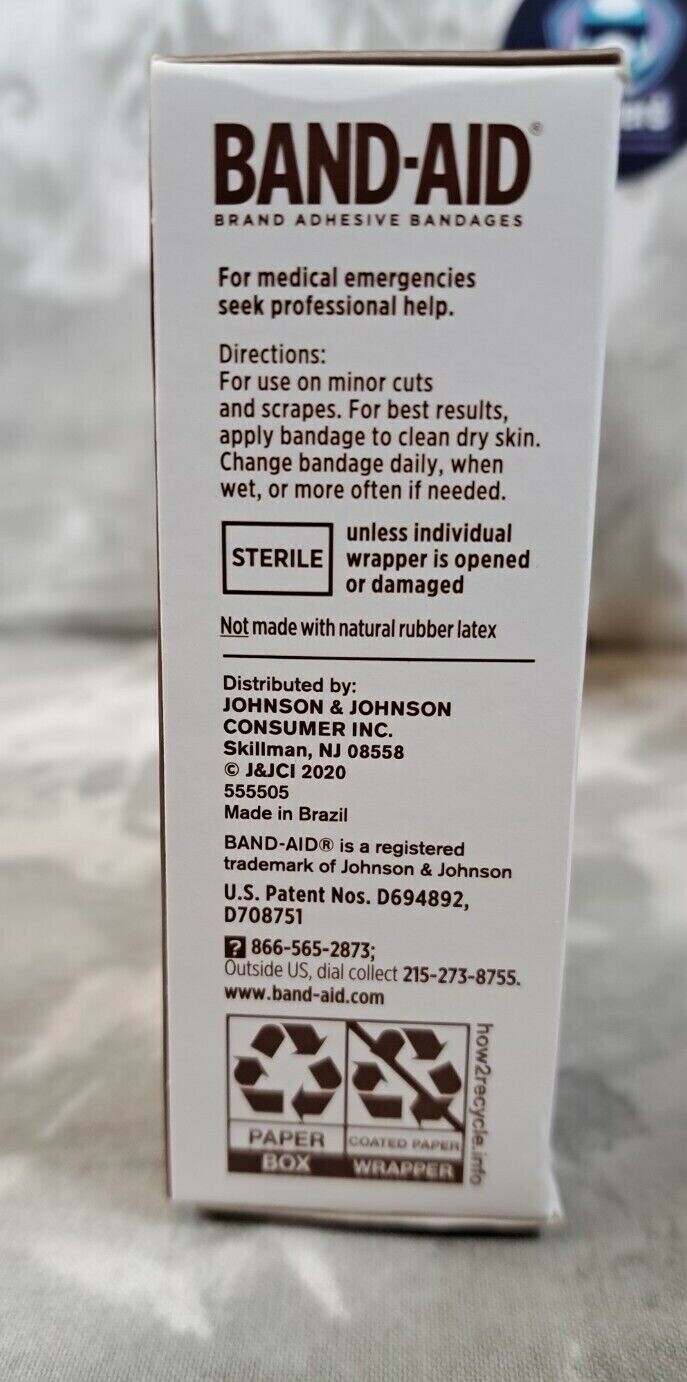 BAND-AID®
BRAND ADHESIVE BANDAGES
For medical emergencies
seek professional help.
Directions:
For use on minor cuts
and scrapes. For best results,
apply bandage to clean dry skin.
Change bandage daily, when
wet, or more often if needed.
STERILE
unless individual
wrapper is opened
or damaged
Not made with natural rubber latex
Distributed by:
JOHNSON & JOHNSON
CONSUMER INC.
Skillman, NJ 08558
© J&JCI 2020
555505
Made in Brazil
BAND-AID® is a registered
trademark of Johnson & Johnson
U.S. Patent Nos. D694892,
D708751
? 866-565-2873;
Outside US, dial collect 215-273-8755.
www.band-aid.com
PAPER
BOX
COATED PAPER
WRAPPER
how2recycle.info